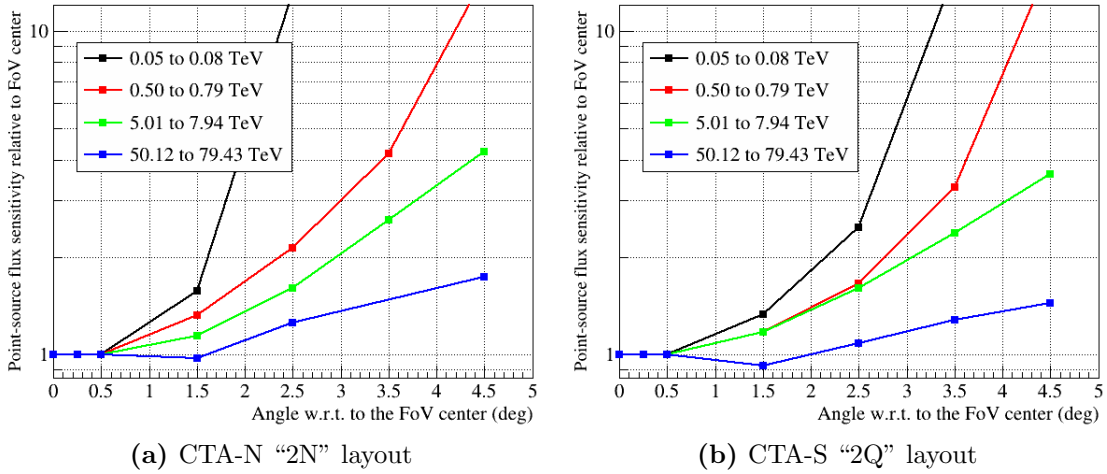 Point-source flux sensitivity relative to FoV center
10
1
0.05 to 0.08 TeV
0.50 to 0.79 TeV
5.01 to 7.94 TeV
50.12 to 79.43 TeV
0 0.5 1 1.5 2 2.5 3 3.5 4 4.5 5
Angle w.r.t. to the FoV center (deg)
(a) CTA-N “2N” layout
Point-source flux sensitivity relative to FoV center
10
1
0.05 to 0.08 TeV
0.50 to 0.79 TeV
5.01 to 7.94 TeV
50.12 to 79.43 TeV
0 0.5 1 1.5 2 2.5 3 3.5 4 4.5 5
Angle w.r.t. to the FoV center (deg)
(b) CTA-S “2Q” layout